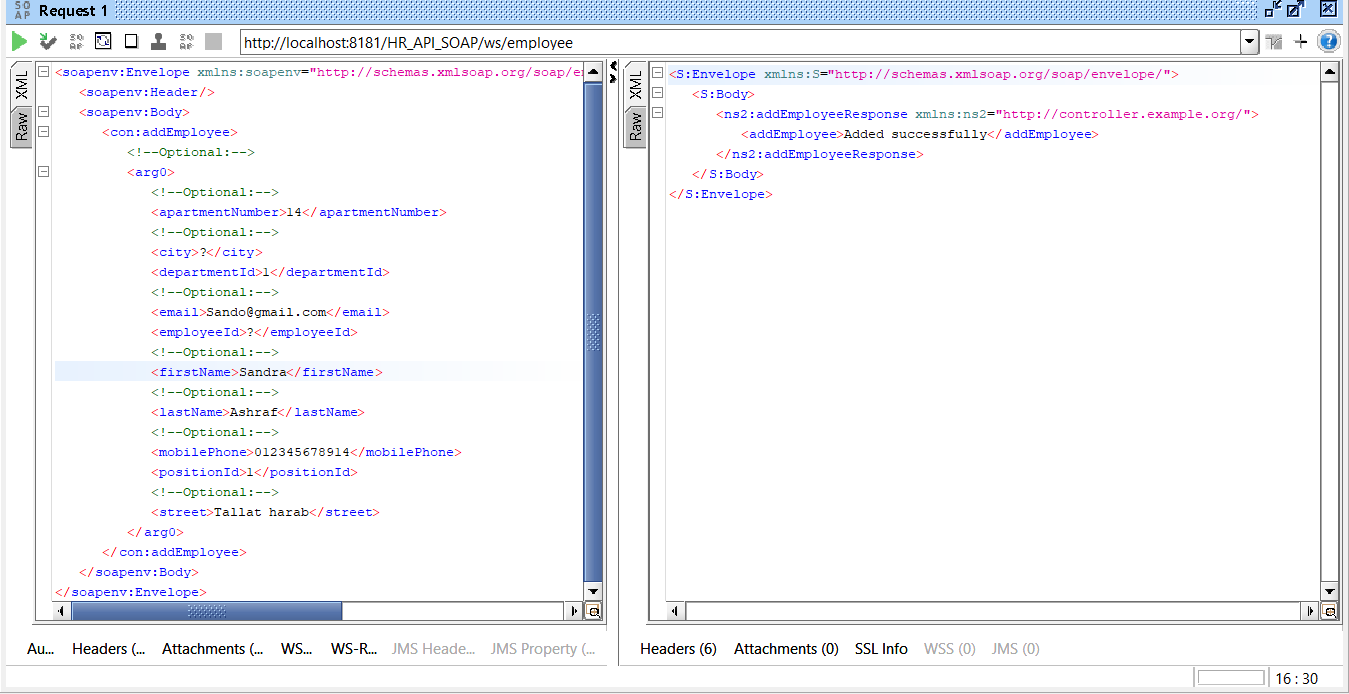 SO AP Request 1
SO AP SO AP http://localhost:8181/HR_API_SOAP/ws/employee ?
XML
Raw
<soapenv:Envelope xmlns:soapenv="http://schemas.xmlsoap.org/soap/e
<soapenv:Header/>
<soapenv:Body>
<con:addEmployee>
<!--Optional:-->
<arg0>
<!--Optional:-->
<apartmentNumber>14</apartmentNumber>
<!--Optional:-->
<city>?</city>
<departmentId>1</departmentId>
<!--Optional:-->
<email>Sando@gmail.com</email>
<employeeId>?</employeeId>
<!--Optional:-->
<firstName>Sandra</firstName>
<!--Optional:-->
<lastName>Ashraf</lastName>
<!--Optional:-->
<mobilePhone>012345678914</mobilePhone>
<positionId>1</positionId>
<!--Optional:-->
<street>Tallat harab</street>
</arg0>
</con:addEmployee>
</soapenv:Body>
</soapenv:Envelope>
Au... Headers (... Attachments (... WS... WS-R... JMS Heade... JMS Property (...
XML
Raw
<S:Envelope xmlns:S="http://schemas.xmlsoap.org/soap/envelope/">
<S:Body>
<ns2:addEmployeeResponse xmlns:ns2="http://controller.example.org/">
<addEmployee>Added successfully</addEmployee>
</ns2:addEmployeeResponse>
</S:Body>
</S:Envelope>
Headers (6) Attachments (0) SSL Info WSS (0) JMS (0)
16 : 30